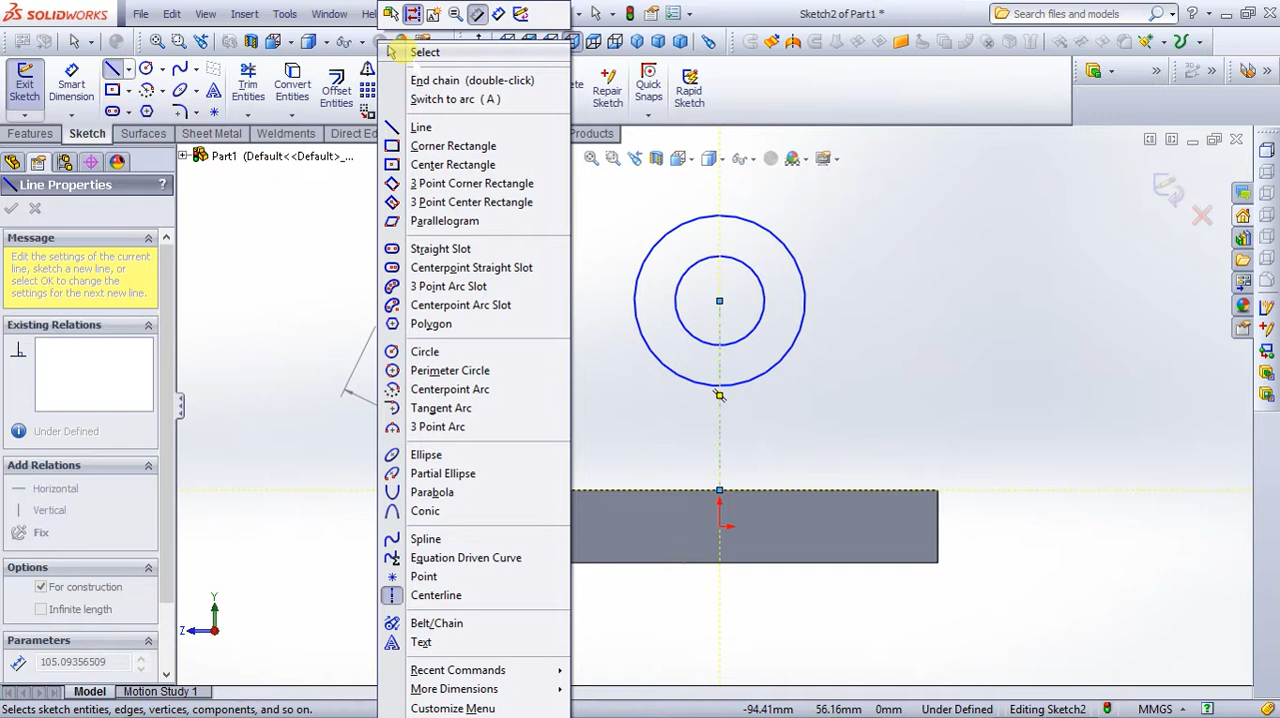 SOLIDWORKS
File
Edit
View
Insert
Tools
Window
Sketch2 of Part1 *
Search Commands
Exit Sketch
Smart Dimension
Trim Entities
Convert Entities
Offset Entities
Repair Sketch
Quick Snaps
Rapid Sketch
Features
Sketch
Surfaces
Sheet Metal
Weldments
Direct Ed
Products
Part1 (Default<<Default>_...
Line Properties
?
Message
Edit the settings of the current
line, sketch a new line, or
select OK to change the
settings for the next new line.
Existing Relations
Under Defined
Add Relations
Horizontal
Vertical
Fix
Options
For construction
Infinite length
Parameters
105.09356509
Select
End chain (double-click)
Switch to arc ( A )
Line
Corner Rectangle
Center Rectangle
3 Point Corner Rectangle
3 Point Center Rectangle
Parallelogram
Straight Slot
Centerpoint Straight Slot
3 Point Arc Slot
Centerpoint Arc Slot
Polygon
Circle
Perimeter Circle
Centerpoint Arc
Tangent Arc
3 Point Arc
Ellipse
Partial Ellipse
Parabola
Conic
Spline
Equation Driven Curve
Point
Centerline
Belt/Chain
Text
Recent Commands
More Dimensions
Customize Menu
Y
Z
Model
Motion Study 1
Selects sketch entities, edges, vertices, components, and so on.
-94.41mm
56.16mm
0mm
Under Defined
Editing Sketch2
MMGS